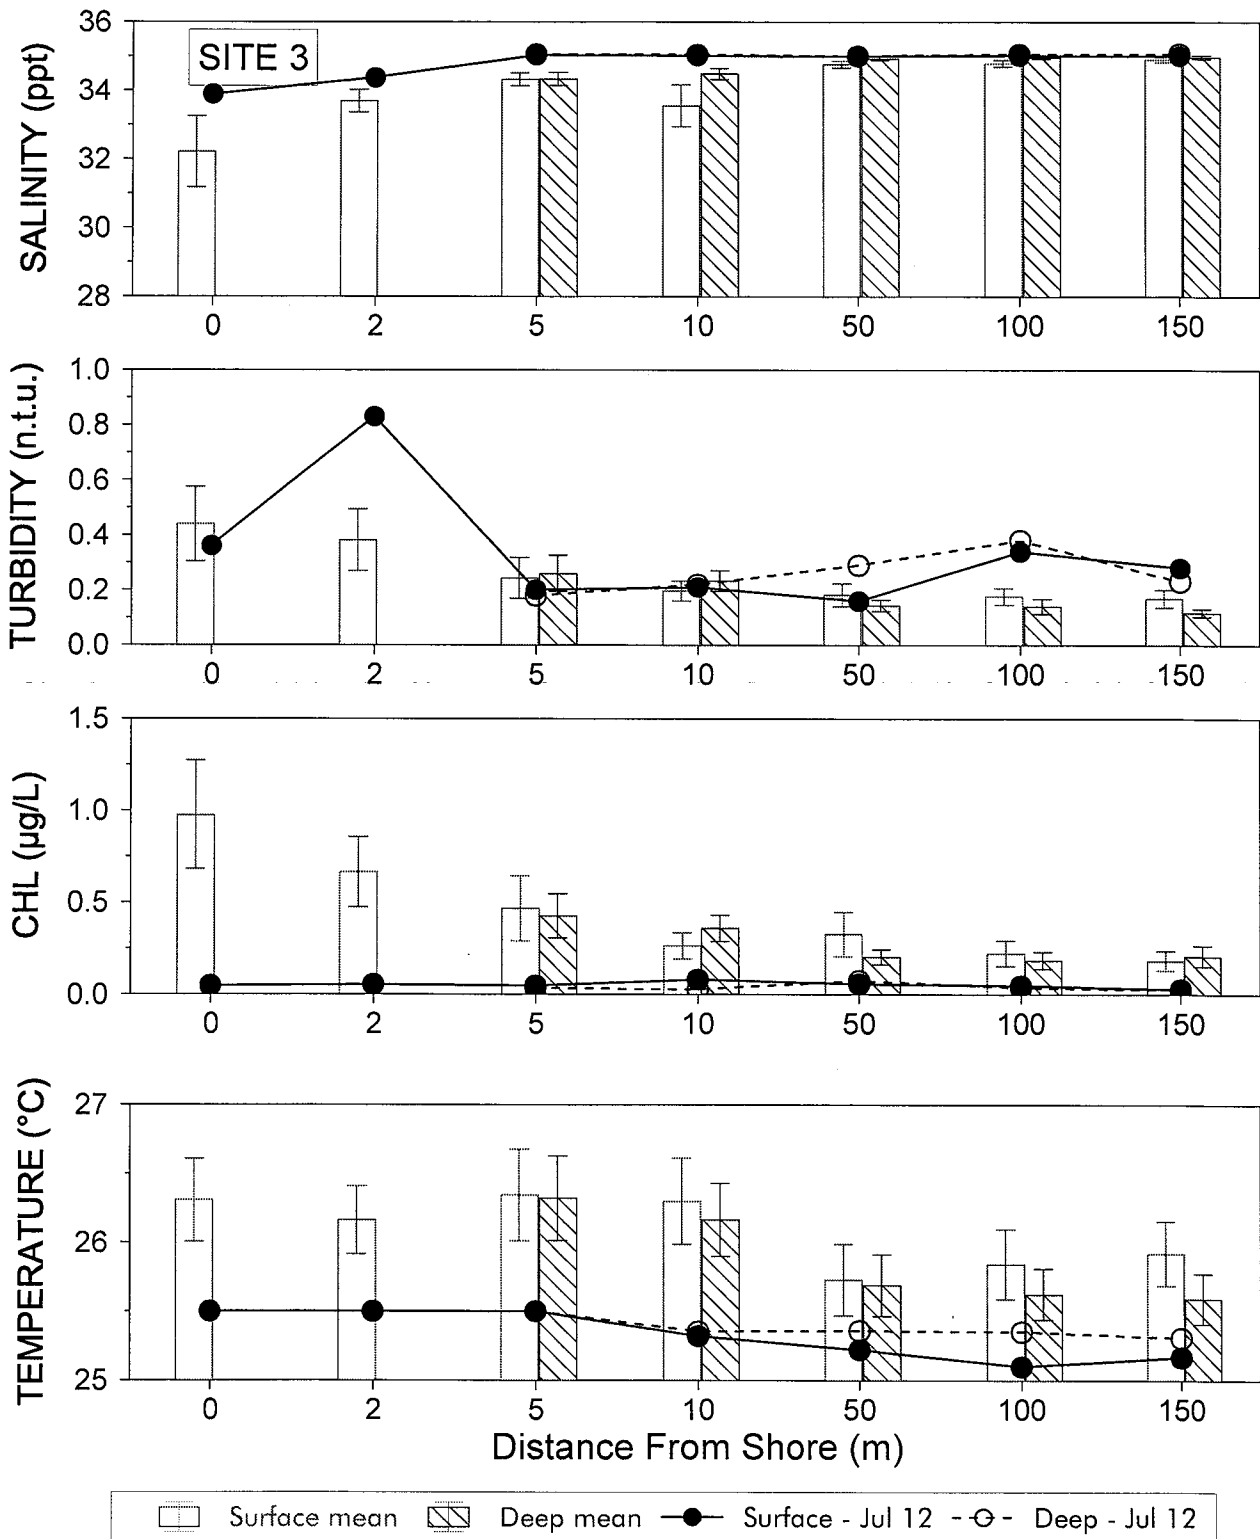 SITE 3
SALINITY (ppt)
36
34
32
30
28
0 2 5 10 50 100 150
TURBIDITY (n.t.u.)
1.0
0.8
0.6
0.4
0.2
0.0
0 2 5 10 50 100 150
CHL (µg/L)
1.5
1.0
0.5
0.0
0 2 5 10 50 100 150
TEMPERATURE (°C)
27
26
25
0 2 5 10 50 100 150
Distance From Shore (m)
Surface mean Deep mean Surface - Jul 12 Deep - Jul 12